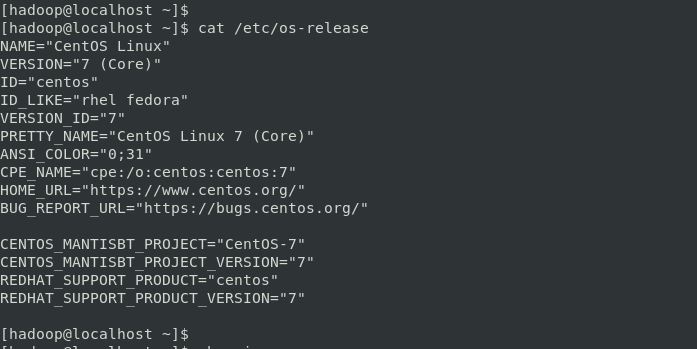 [hadoop@localhost ~]$
[hadoop@localhost ~]$ cat /etc/os-release
NAME="CentOS Linux"
VERSION="7 (Core)"
ID="centos"
ID_LIKE="rhel fedora"
VERSION_ID="7"
PRETTY_NAME="CentOS Linux 7 (Core)"
ANSI_COLOR="0;31"
CPE_NAME="cpe:/o:centos:centos:7"
HOME_URL="https://www.centos.org/"
BUG_REPORT_URL="https://bugs.centos.org/"
CENTOS_MANTISBT_PROJECT="CentOS-7"
CENTOS_MANTISBT_PROJECT_VERSION="7"
REDHAT_SUPPORT_PRODUCT="centos"
REDHAT_SUPPORT_PRODUCT_VERSION="7"
[hadoop@localhost ~]$